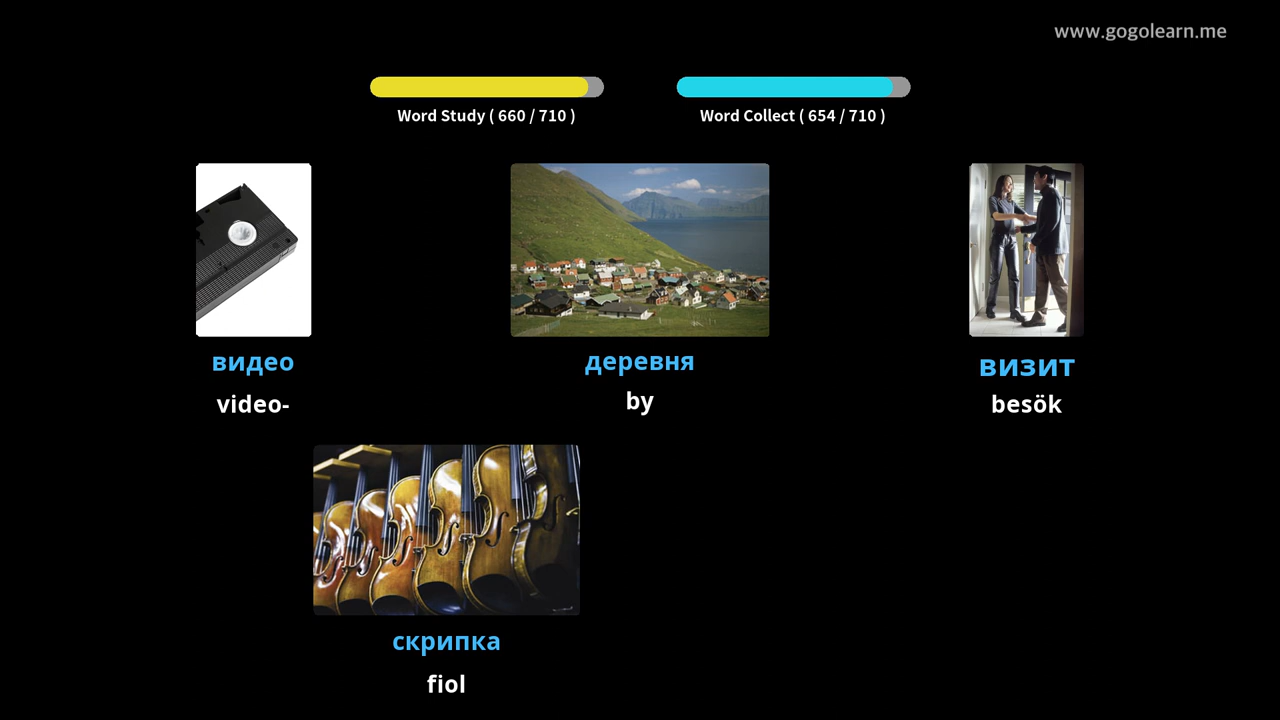 www.gogolearn.me
Word Study ( 660 / 710 )
Word Collect ( 654 / 710 )
видео
video-
деревня
by
визит
besök
скрипка
fiol